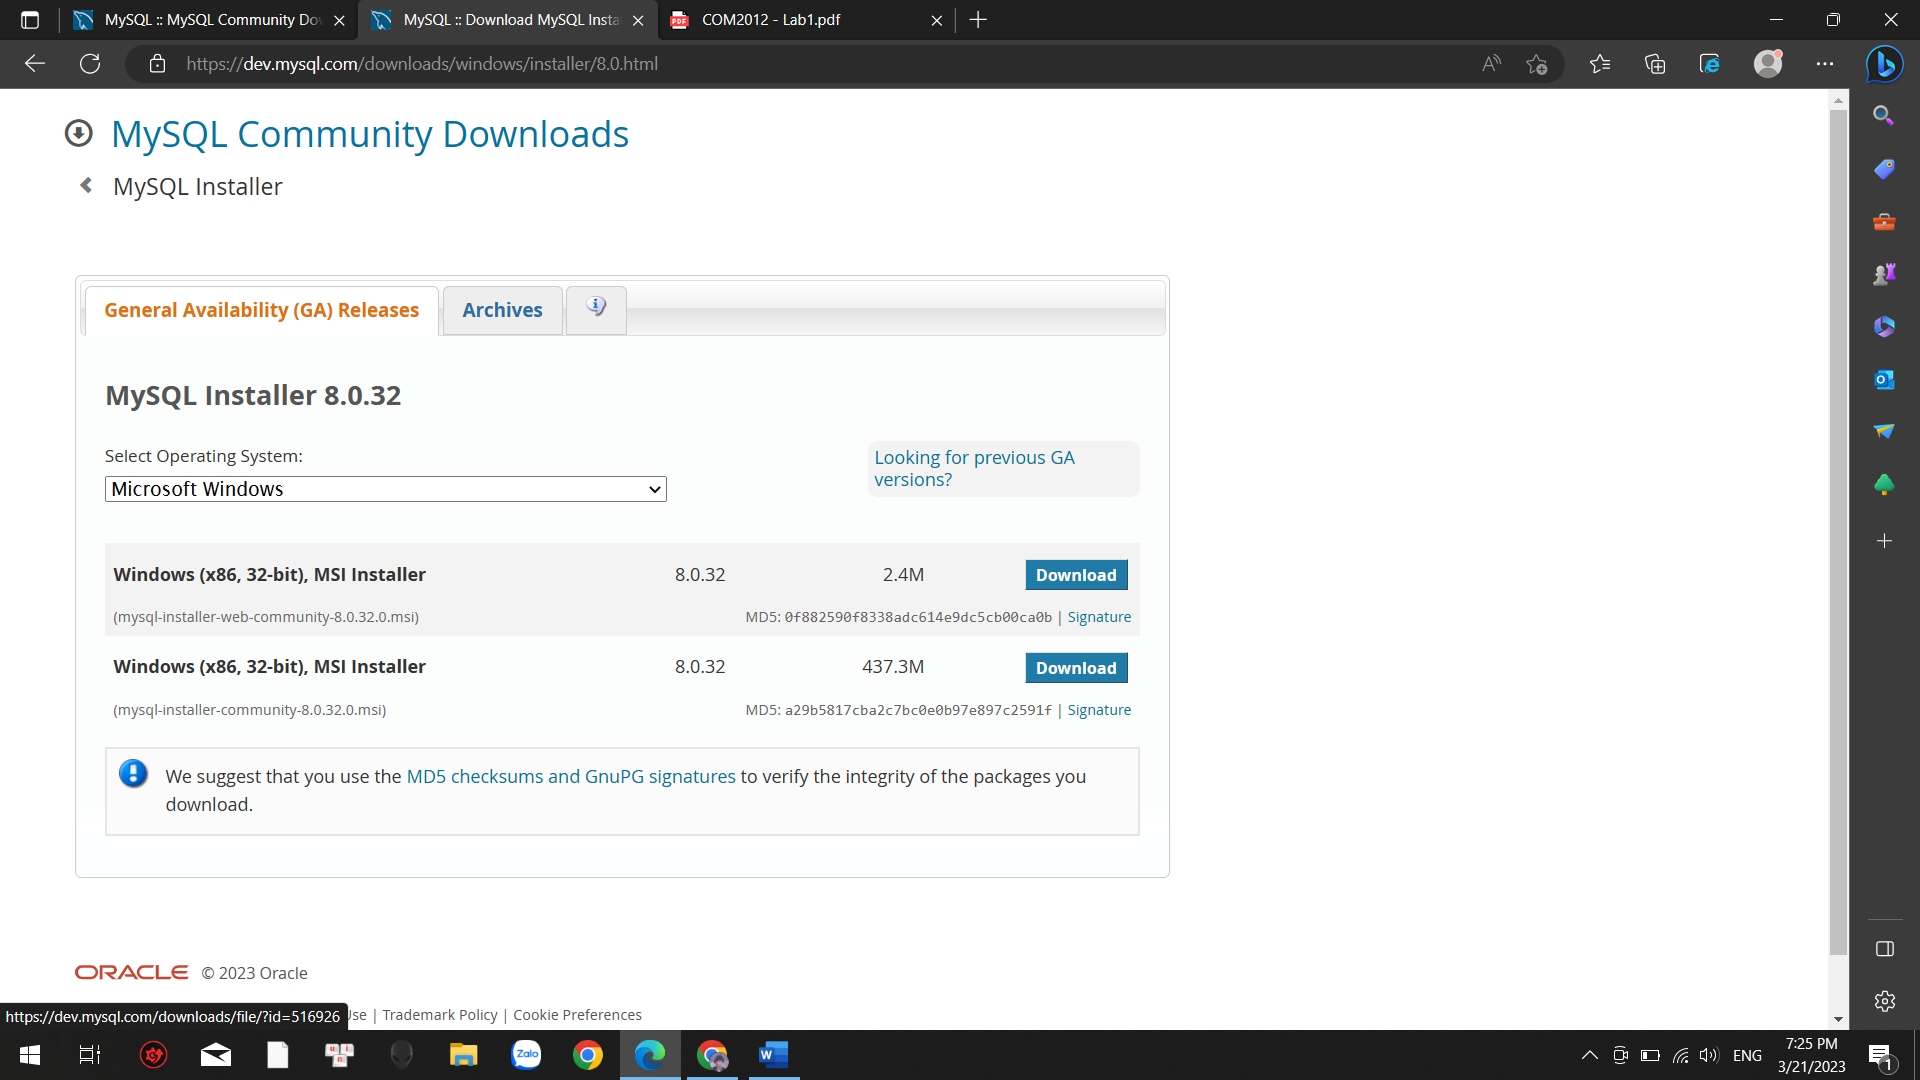 MySQL :: MySQL Community Do
MySQL :: Download MySQL Insta
COM2012 - Lab1.pdf
https://dev.mysql.com/downloads/windows/installer/8.0.html
MySQL Community Downloads
MySQL Installer
General Availability (GA) Releases
Archives
MySQL Installer 8.0.32
Select Operating System:
Looking for previous GA
versions?
Microsoft Windows
Windows (x86, 32-bit), MSI Installer 8.0.32 2.4M Download
(mysql-installer-web-community-8.0.32.0.msi) MD5: 0f882590f8338adc614e9dc5cb00ca0b | Signature
Windows (x86, 32-bit), MSI Installer 8.0.32 437.3M Download
(mysql-installer-community-8.0.32.0.msi) MD5: a29b5817cba2c7bc0e0b97e897c2591f | Signature
We suggest that you use the MD5 checksums and GnuPG signatures to verify the integrity of the packages you
download.
ORACLE © 2023 Oracle
https://dev.mysql.com/downloads/file/?id=516926
Use | Trademark Policy | Cookie Preferences
Zalo
ENG
7:25 PM
3/21/2023
1